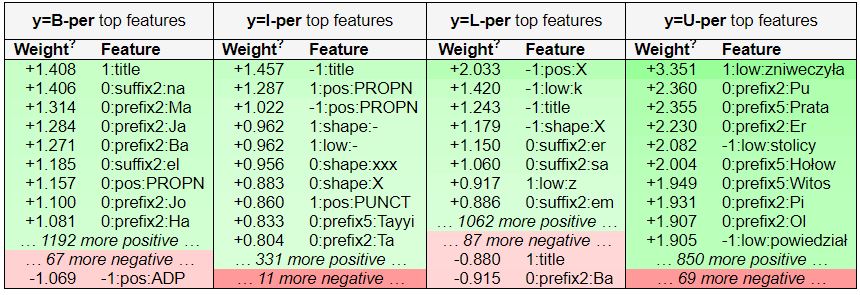 y=B-per top features y=I-per top features y=L-per top features y=U-per top features
Weight? Feature Weight? Feature Weight? Feature Weight? Feature
+1.408 1:title +1.457 -1:title +2.033 -1:pos:X +3.351 1:low:zniweczyła
+1.406 0:suffix2:na +1.287 1:pos:PROPN +1.420 -1:low:k +2.360 0:prefix2:Pu
+1.314 0:prefix2:Ma +1.022 -1:pos:PROPN +1.243 -1:title +2.355 0:prefix5:Prata
+1.284 0:prefix2:Ja +0.962 1:shape:- +1.179 -1:shape:X +2.230 0:prefix2:Er
+1.271 0:prefix2:Ba +0.962 1:low:- +1.150 0:suffix2:er +2.082 -1:low:stolicy
+1.185 0:suffix2:el +0.956 0:shape:xxx +1.060 0:suffix2:sa +2.004 0:prefix5:Hołow
+1.157 0:pos:PROPN +0.883 0:shape:X +0.917 1:low:z +1.949 0:prefix5:Witos
+1.100 0:prefix2:Jo +0.860 1:pos:PUNCT +0.886 0:suffix2:em +1.931 0:prefix2:Pi
+1.081 0:prefix2:Ha +0.833 0:prefix5:Tayyi … 1062 more positive … +1.907 0:prefix2:Ol
… 1192 more positive … +0.804 0:prefix2:Ta … 87 more negative … +1.905 -1:low:powiedział
… 67 more negative … … 331 more positive … -0.880 1:title … 850 more positive …
-1.069 -1:pos:ADP … 11 more negative … -0.915 0:prefix2:Ba … 69 more negative …